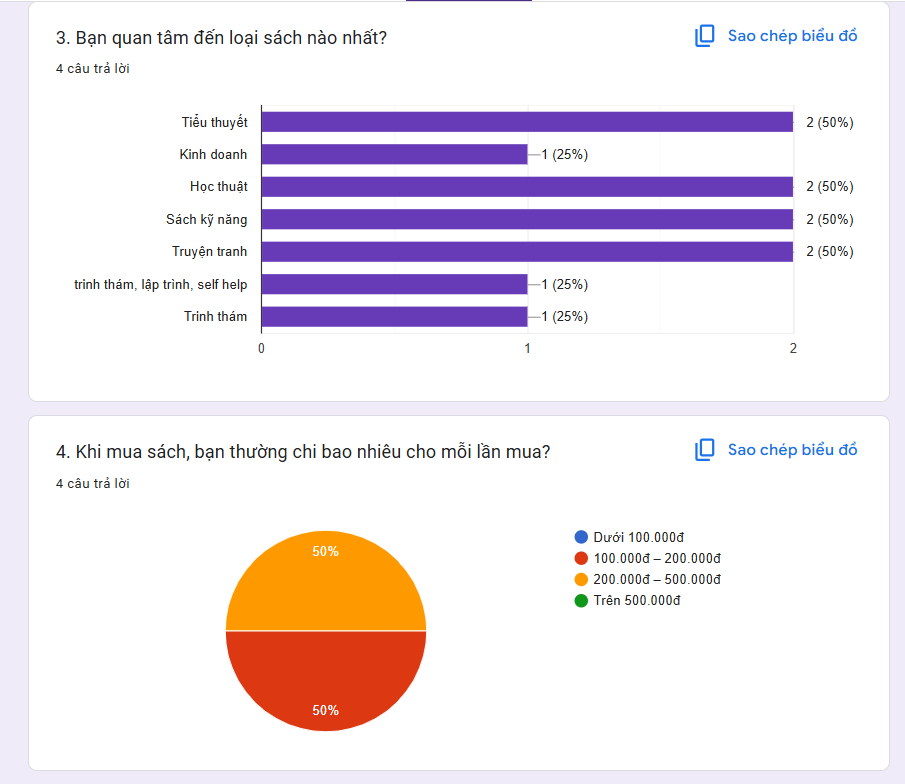 3. Bạn quan tâm đến loại sách nào nhất?
Sao chép biểu đồ
4 câu trả lời
Tiểu thuyết
2 (50%)
Kinh doanh
1 (25%)
Học thuật
2 (50%)
Sách kỹ năng
2 (50%)
Truyện tranh
2 (50%)
trinh thám, lập trình, self help
1 (25%)
Trinh thám
1 (25%)
0
1
2
4. Khi mua sách, bạn thường chi bao nhiêu cho mỗi lần mua?
Sao chép biểu đồ
4 câu trả lời
50%
50%
Dưới 100.000đ
100.000đ – 200.000đ
200.000đ – 500.000đ
Trên 500.000đ